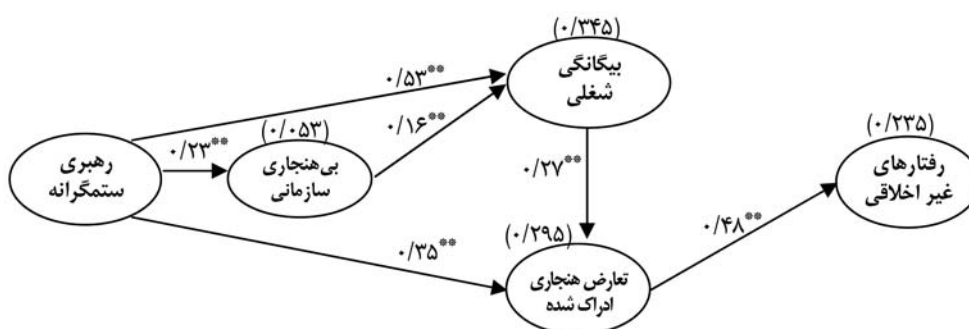 (۰/۳۴۵)
بیگانگی
شغلی
۰/۵۳**
۰/۱۶**
(۰/۰۵۳)
بی‌هنجاری
سازمانی
۰/۲۳**
رهبری
ستمگرانه
(۰/۲۳۵)
رفتارهای
غیر اخلاقی
۰/۲۷**
۰/۴۸**
(۰/۲۹۵)
۰/۳۵**
تعارض هنجاری
ادراک شده